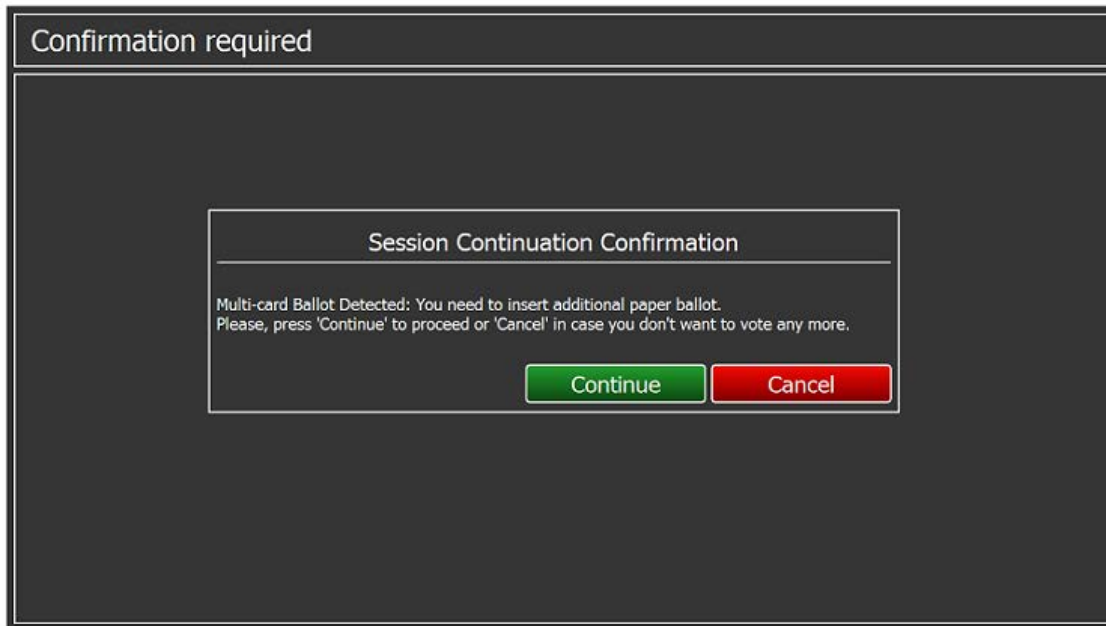 Confirmation required
Session Continuation Confirmation
Multi-card Ballot Detected: You need to insert additional paper ballot.
Please, press 'Continue' to proceed or 'Cancel' in case you don't want to vote any more.
Continue Cancel